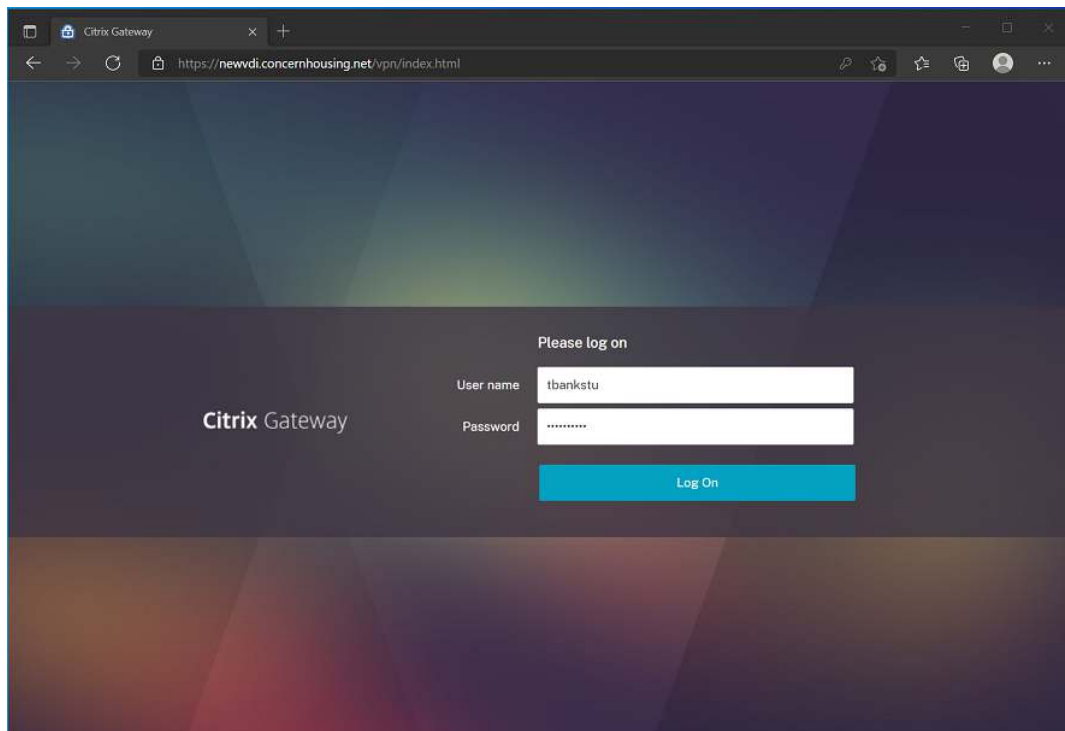 Citrix Gateway
https://newvdi.concernhousing.net/vpn/index.html
Please log on
User name
tbankstu
Citrix Gateway
Password
••••••••••
Log On